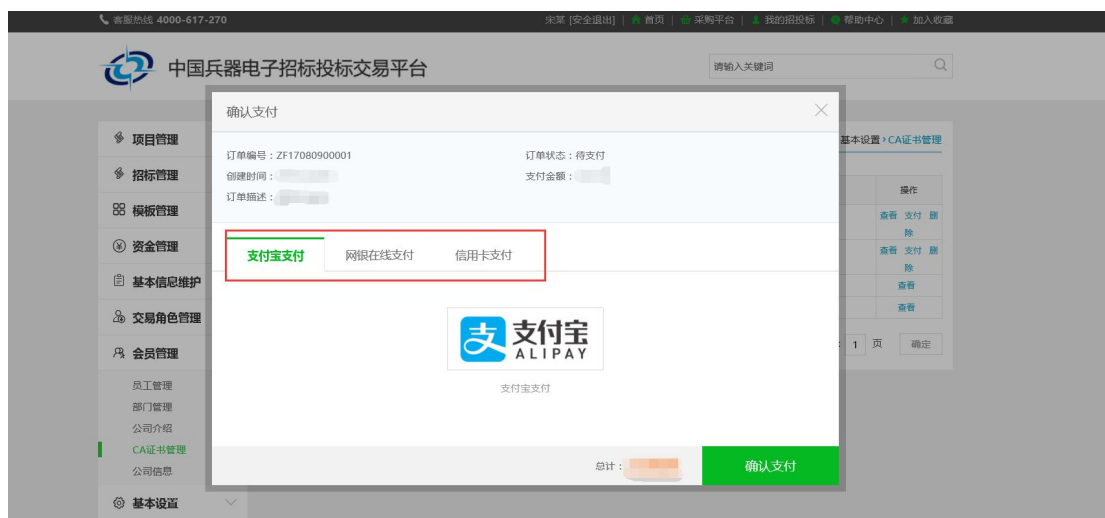 客服热线 4000-617-270
宋某 [安全退出] | 首页 | 采购平台 | 我的招投标 | 帮助中心 | 加入收藏
中国兵器电子招标投标交易平台
请输入关键词
确认支付
订单编号：ZF17080900001
订单状态：待支付
创建时间：
支付金额：
订单描述：
支付宝支付 网银在线支付 信用卡支付
支付宝
ALIPAY
支付宝支付
总计：
确认支付
项目管理
招标管理
模板管理
资金管理
基本信息维护
交易角色管理
会员管理
员工管理
部门管理
公司介绍
CA证书管理
公司信息
基本设置
基本设置>CA证书管理
操作
查看 支付 删
除
查看 支付 删
除
查看
查看
1 页 确定